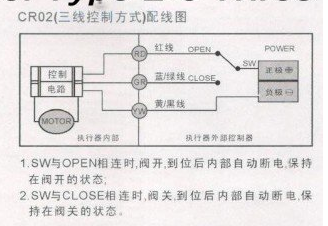 CR02(三线控制方式)配线图
RD 红线 OPEN
POWER
SW
正极⊕
控制
电路
GR 蓝/绿线 CLOSE
负极⊖
YW 黄/黑线
MOTOR
执行器内部
执行器外部控制器
1.SW与OPEN相连时,阀开,到位后内部自动断电,保持
在阀开的状态;
2.SW与CLOSE相连时,阀关,到位后内部自动断电,保
持在阀关的状态。